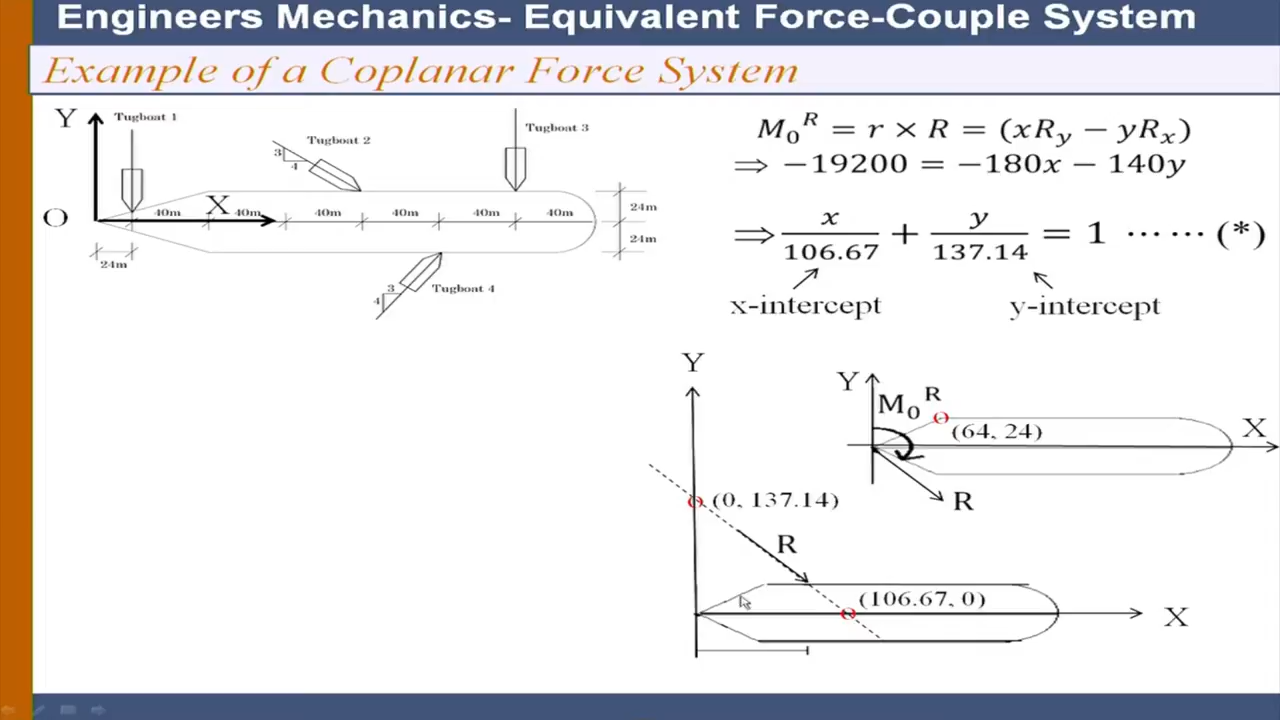 Engineers Mechanics- Equivalent Force-Couple System
Example of a Coplanar Force System
Y
Tugboat 1
Tugboat 2
3
4
Tugboat 3
O
X
40m 40m 40m 40m 40m 40m
24m
24m
24m
3
4
Tugboat 4
M₀ᴿ = r × R = (xR_y − yR_x)
⇒ −19200 = −180x − 140y
⇒ x/106.67 + y/137.14 = 1 ⋯⋯ (*)
x-intercept
y-intercept
Y
M₀ᴿ
(64, 24)
X
R
Y
(0, 137.14)
R
(106.67, 0)
X